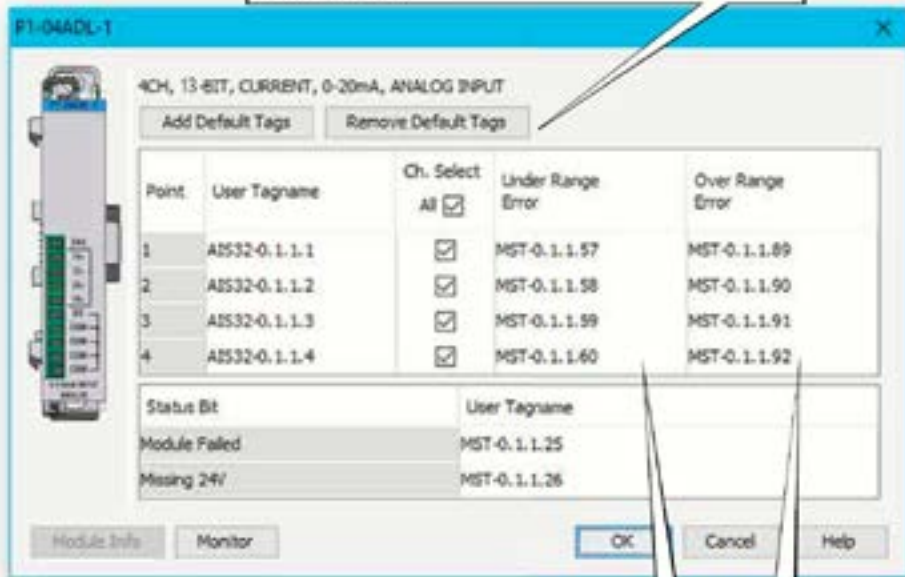 P1-04ADL-1
4CH, 13-BIT, CURRENT, 0-20mA, ANALOG INPUT
Add Default Tags Remove Default Tags
Point User Tagname Ch. Select All Under Range Error Over Range Error
1 AIS32-0.1.1.1 MST-0.1.1.57 MST-0.1.1.89
2 AIS32-0.1.1.2 MST-0.1.1.58 MST-0.1.1.90
3 AIS32-0.1.1.3 MST-0.1.1.59 MST-0.1.1.91
4 AIS32-0.1.1.4 MST-0.1.1.60 MST-0.1.1.92
Status Bit User Tagname
Module Failed MST-0.1.1.25
Missing 24V MST-0.1.1.26
Module Info Monitor OK Cancel Help